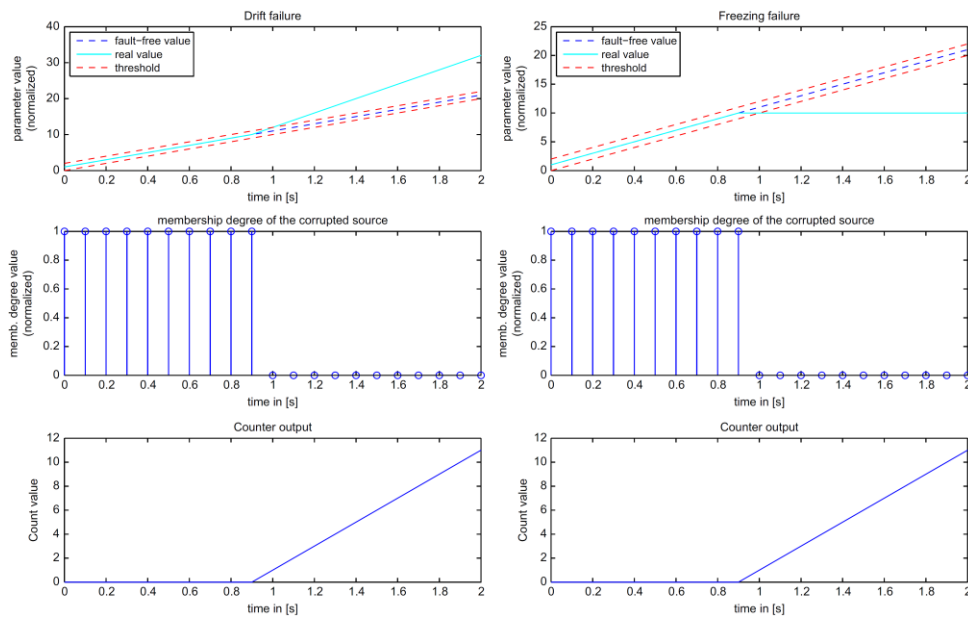 Drift failure
40
30
20
10
0
parameter value
(normalized)
fault−free value
real value
threshold
0 0.2 0.4 0.6 0.8 1 1.2 1.4 1.6 1.8 2
time in [s]
Freezing failure
25
20
15
10
5
0
parameter value
(normalized)
fault−free value
real value
threshold
0 0.2 0.4 0.6 0.8 1 1.2 1.4 1.6 1.8 2
time in [s]
membership degree of the corrupted source
1
0.8
0.6
0.4
0.2
0
memb. degree value
(normalized)
0 0.2 0.4 0.6 0.8 1 1.2 1.4 1.6 1.8 2
time in [s]
membership degree of the corrupted source
1
0.8
0.6
0.4
0.2
0
memb. degree value
(normalized)
0 0.2 0.4 0.6 0.8 1 1.2 1.4 1.6 1.8 2
time in [s]
Counter output
12
10
8
6
4
2
0
Count value
0 0.2 0.4 0.6 0.8 1 1.2 1.4 1.6 1.8 2
time in [s]
Counter output
12
10
8
6
4
2
0
Count value
0 0.2 0.4 0.6 0.8 1 1.2 1.4 1.6 1.8 2
time in [s]